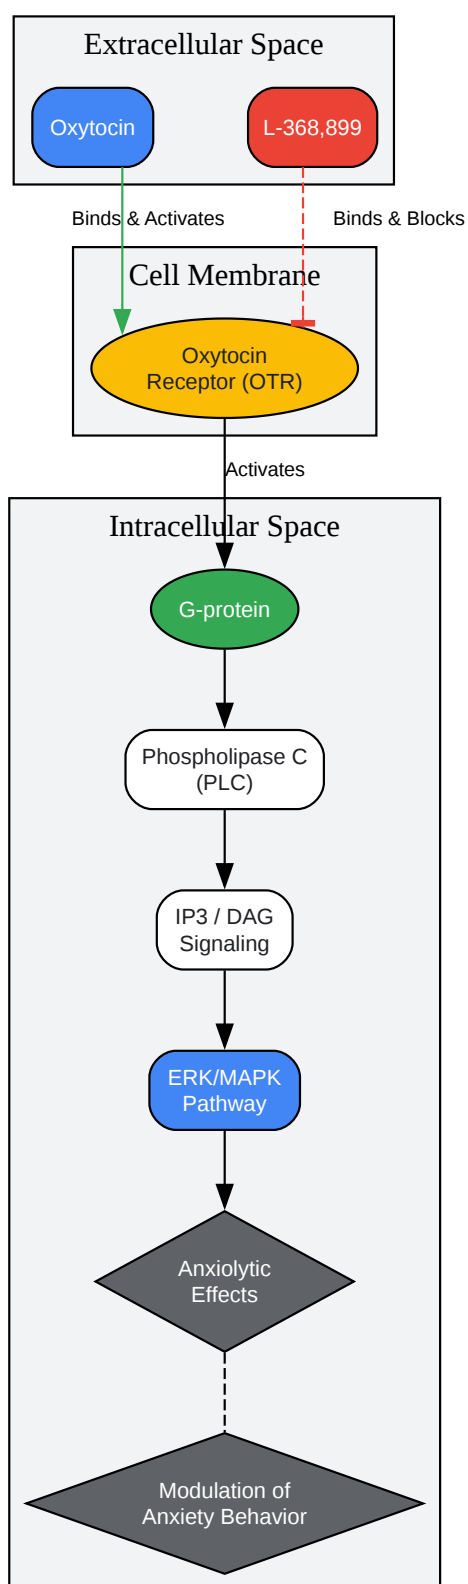 Extracellular Space
Oxytocin
L-368,899
Binds & Activates
Binds & Blocks
Cell Membrane
Oxytocin
Receptor (OTR)
Activates
Intracellular Space
G-protein
Phospholipase C
(PLC)
IP3 / DAG
Signaling
ERK/MAPK
Pathway
Anxiolytic
Effects
Modulation of
Anxiety Behavior